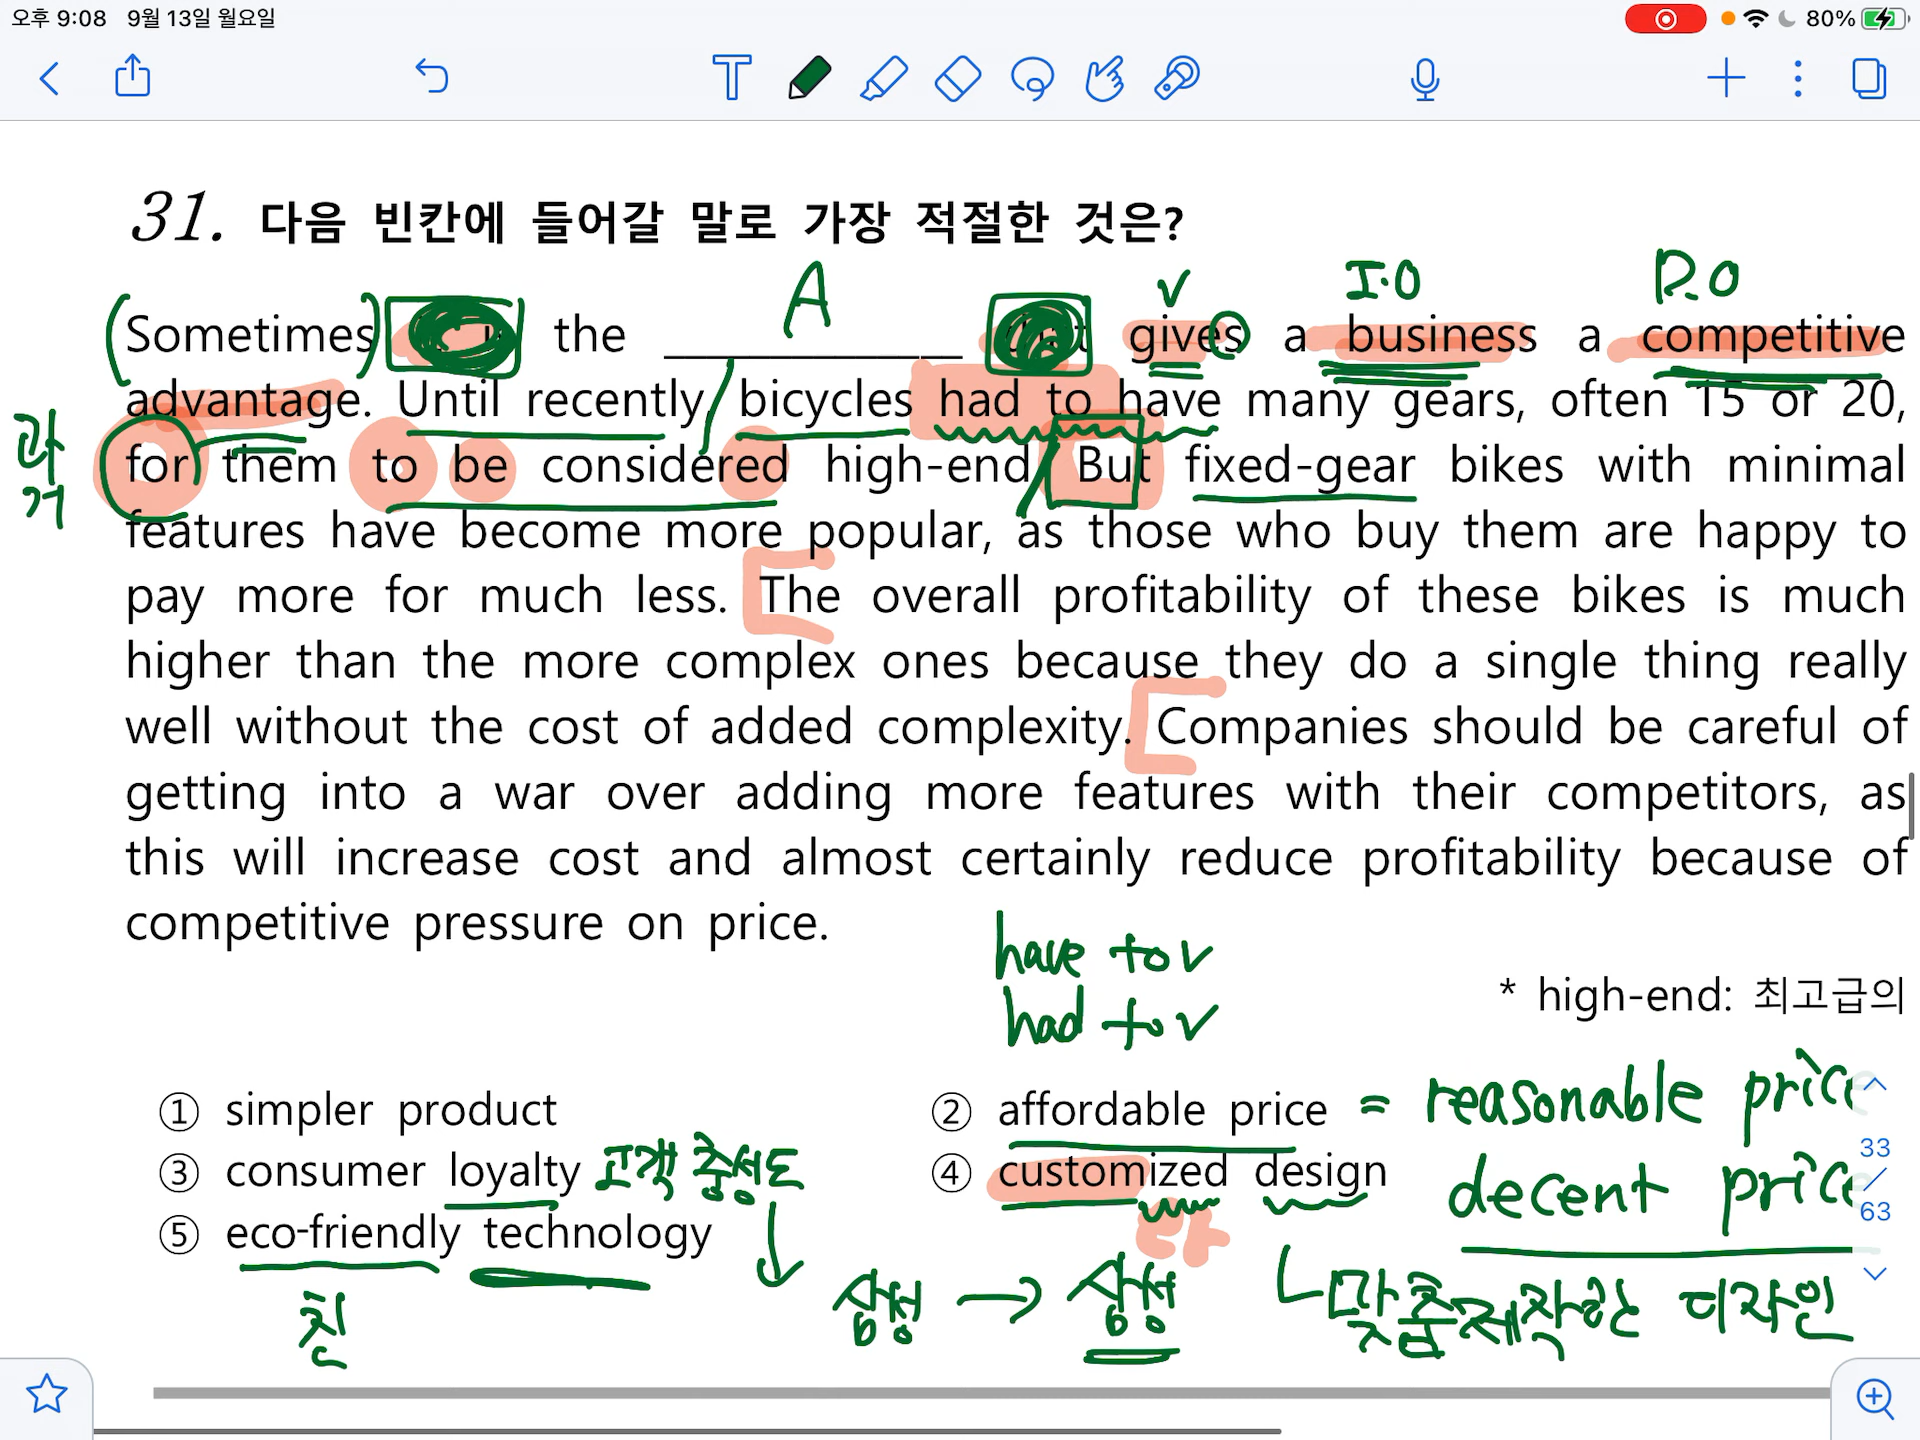 오후 9:08 9월 13일 월요일 80%
31. 다음 빈칸에 들어갈 말로 가장 적절한 것은?
A V I.O D.O
(Sometimes) the ____________ gives a business a competitive
advantage. Until recently, bicycles had to have many gears, often 15 or 20,
과거
for them to be considered high-end. But fixed-gear bikes with minimal
features have become more popular, as those who buy them are happy to
pay more for much less. The overall profitability of these bikes is much
higher than the more complex ones because they do a single thing really
well without the cost of added complexity. Companies should be careful of
getting into a war over adding more features with their competitors, as
this will increase cost and almost certainly reduce profitability because of
competitive pressure on price.
have to v
had to v
* high-end: 최고급의
① simpler product
② affordable price = reasonable price
③ consumer loyalty 고객 충성도
④ customized design decent price
⑤ eco-friendly technology
33
63
친
삼성 → 삼성
맞춤제작한 디자인